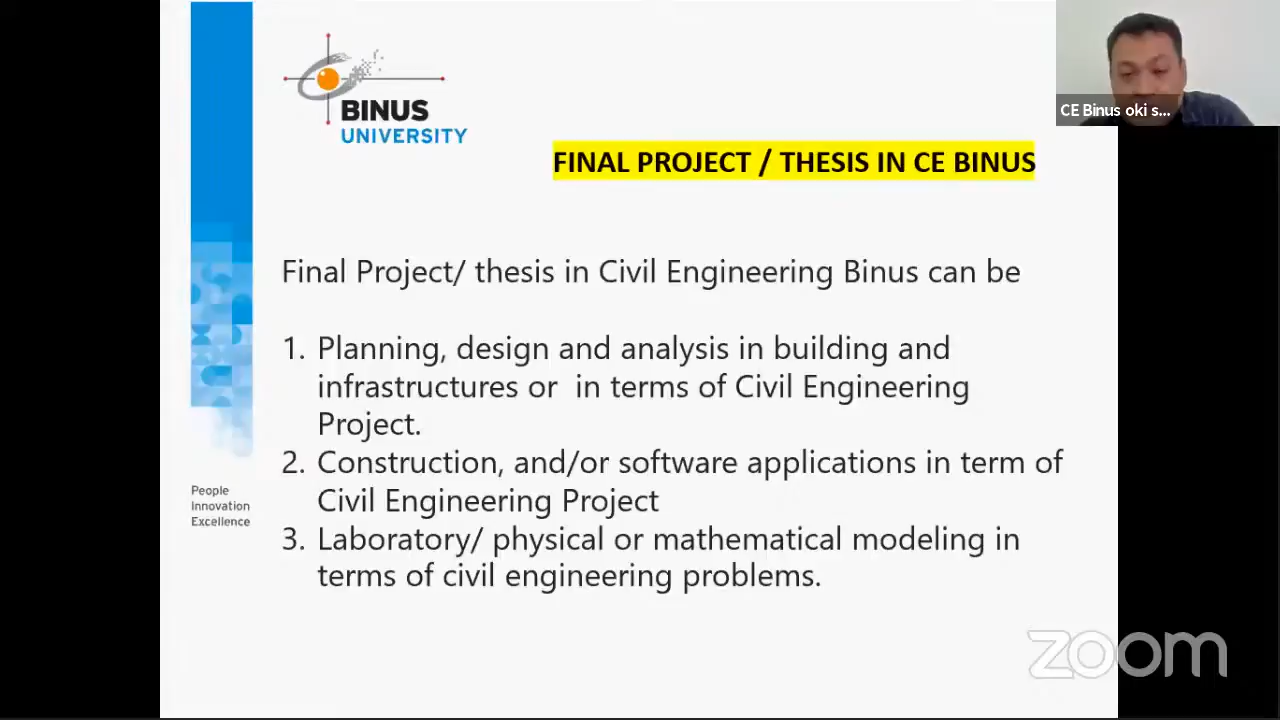 BINUS
UNIVERSITY
CE Binus oki s...
FINAL PROJECT / THESIS IN CE BINUS
Final Project/ thesis in Civil Engineering Binus can be
1. Planning, design and analysis in building and
infrastructures or  in terms of Civil Engineering
Project.
2. Construction, and/or software applications in term of
Civil Engineering Project
3. Laboratory/ physical or mathematical modeling in
terms of civil engineering problems.
People
Innovation
Excellence
zoom